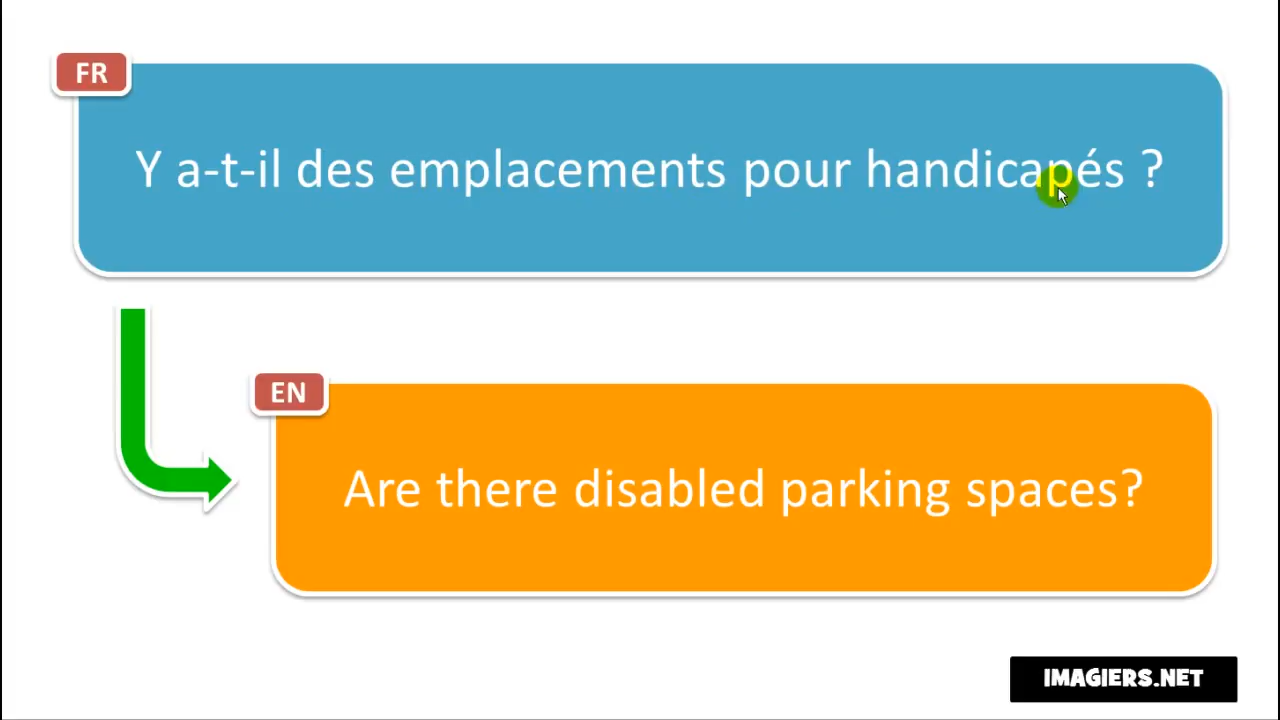 FR
Y a-t-il des emplacements pour handicapés ?
EN
Are there disabled parking spaces?
IMAGIERS.NET